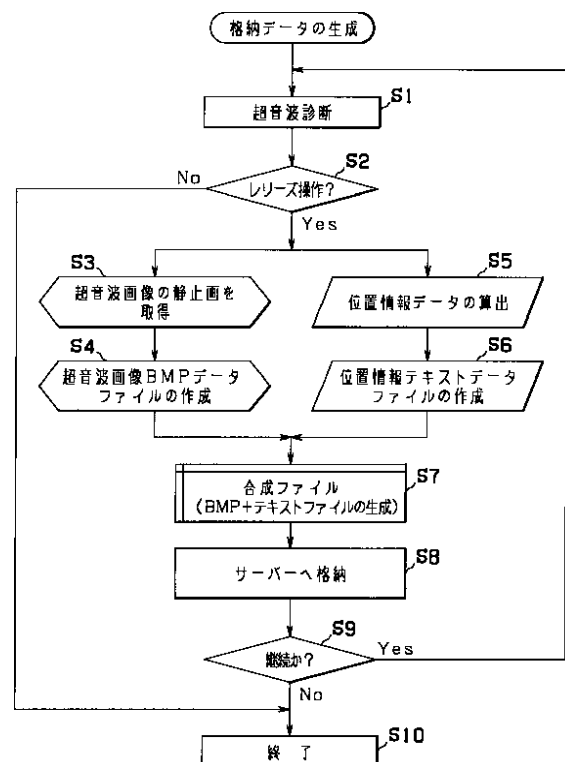 格納データの生成
S1
超音波診断
S2
No
レリーズ操作?
Yes
S3
超音波画像の静止画を
取得
S5
位置情報データの算出
S4
超音波画像BMPデータ
ファイルの作成
S6
位置情報テキストデータ
ファイルの作成
S7
合成ファイル
(BMP+テキストファイルの生成)
S8
サーバーへ格納
S9
継続か?
Yes
No
S10
終了